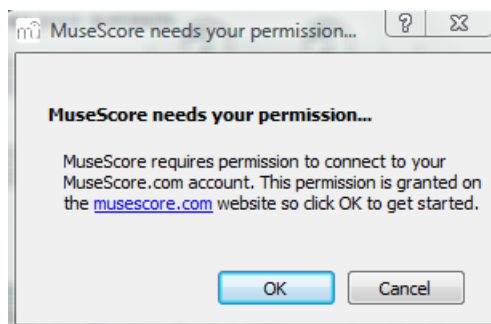 MuseScore needs your permission...
MuseScore needs your permission...
MuseScore requires permission to connect to your
MuseScore.com account. This permission is granted on
the musescore.com website so click OK to get started.
OK Cancel